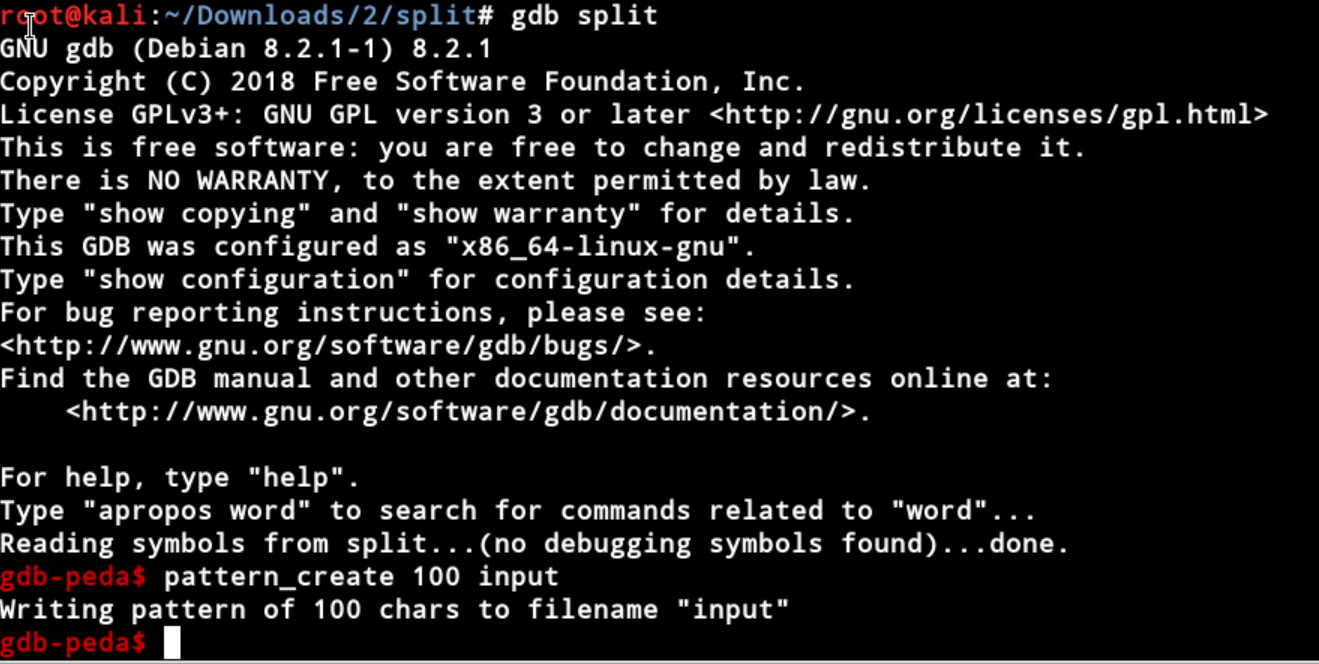 root@kali:~/Downloads/2/split# gdb split
GNU gdb (Debian 8.2.1-1) 8.2.1
Copyright (C) 2018 Free Software Foundation, Inc.
License GPLv3+: GNU GPL version 3 or later <http://gnu.org/licenses/gpl.html>
This is free software: you are free to change and redistribute it.
There is NO WARRANTY, to the extent permitted by law.
Type "show copying" and "show warranty" for details.
This GDB was configured as "x86_64-linux-gnu".
Type "show configuration" for configuration details.
For bug reporting instructions, please see:
<http://www.gnu.org/software/gdb/bugs/>.
Find the GDB manual and other documentation resources online at:
    <http://www.gnu.org/software/gdb/documentation/>.

For help, type "help".
Type "apropos word" to search for commands related to "word"...
Reading symbols from split...(no debugging symbols found)...done.
gdb-peda$ pattern_create 100 input
Writing pattern of 100 chars to filename "input"
gdb-peda$